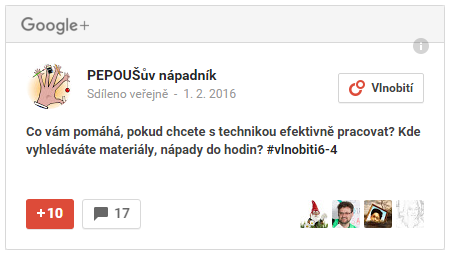 Google+
PEPOUŠův nápadník
Sdíleno veřejně - 1. 2. 2016
Vlnobití
Co vám pomáhá, pokud chcete s technikou efektivně pracovat? Kde
vyhledáváte materiály, nápady do hodin? #vlnobiti6-4
+10
17